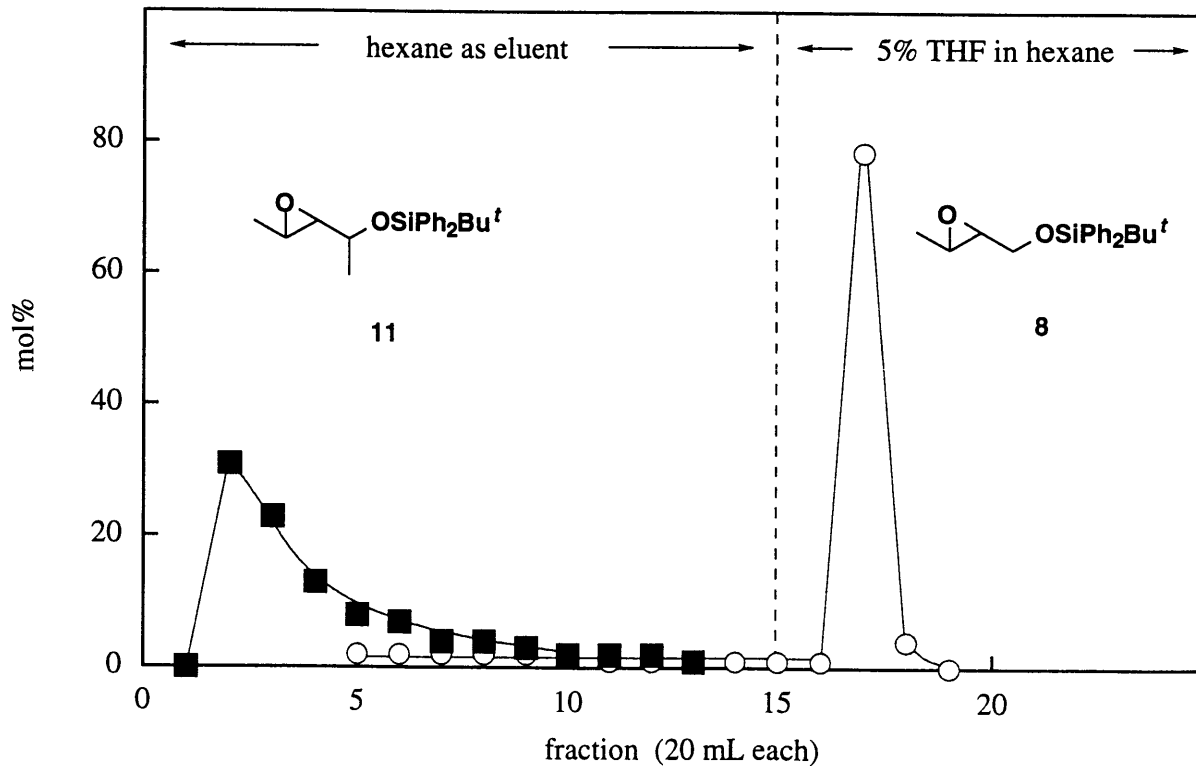 ← hexane as eluent →
← 5% THF in hexane →
mol%
80
60
40
20
0
O
OSiPh₂Buᵗ
11
O
OSiPh₂Buᵗ
8
0 5 10 15 20
fraction (20 mL each)